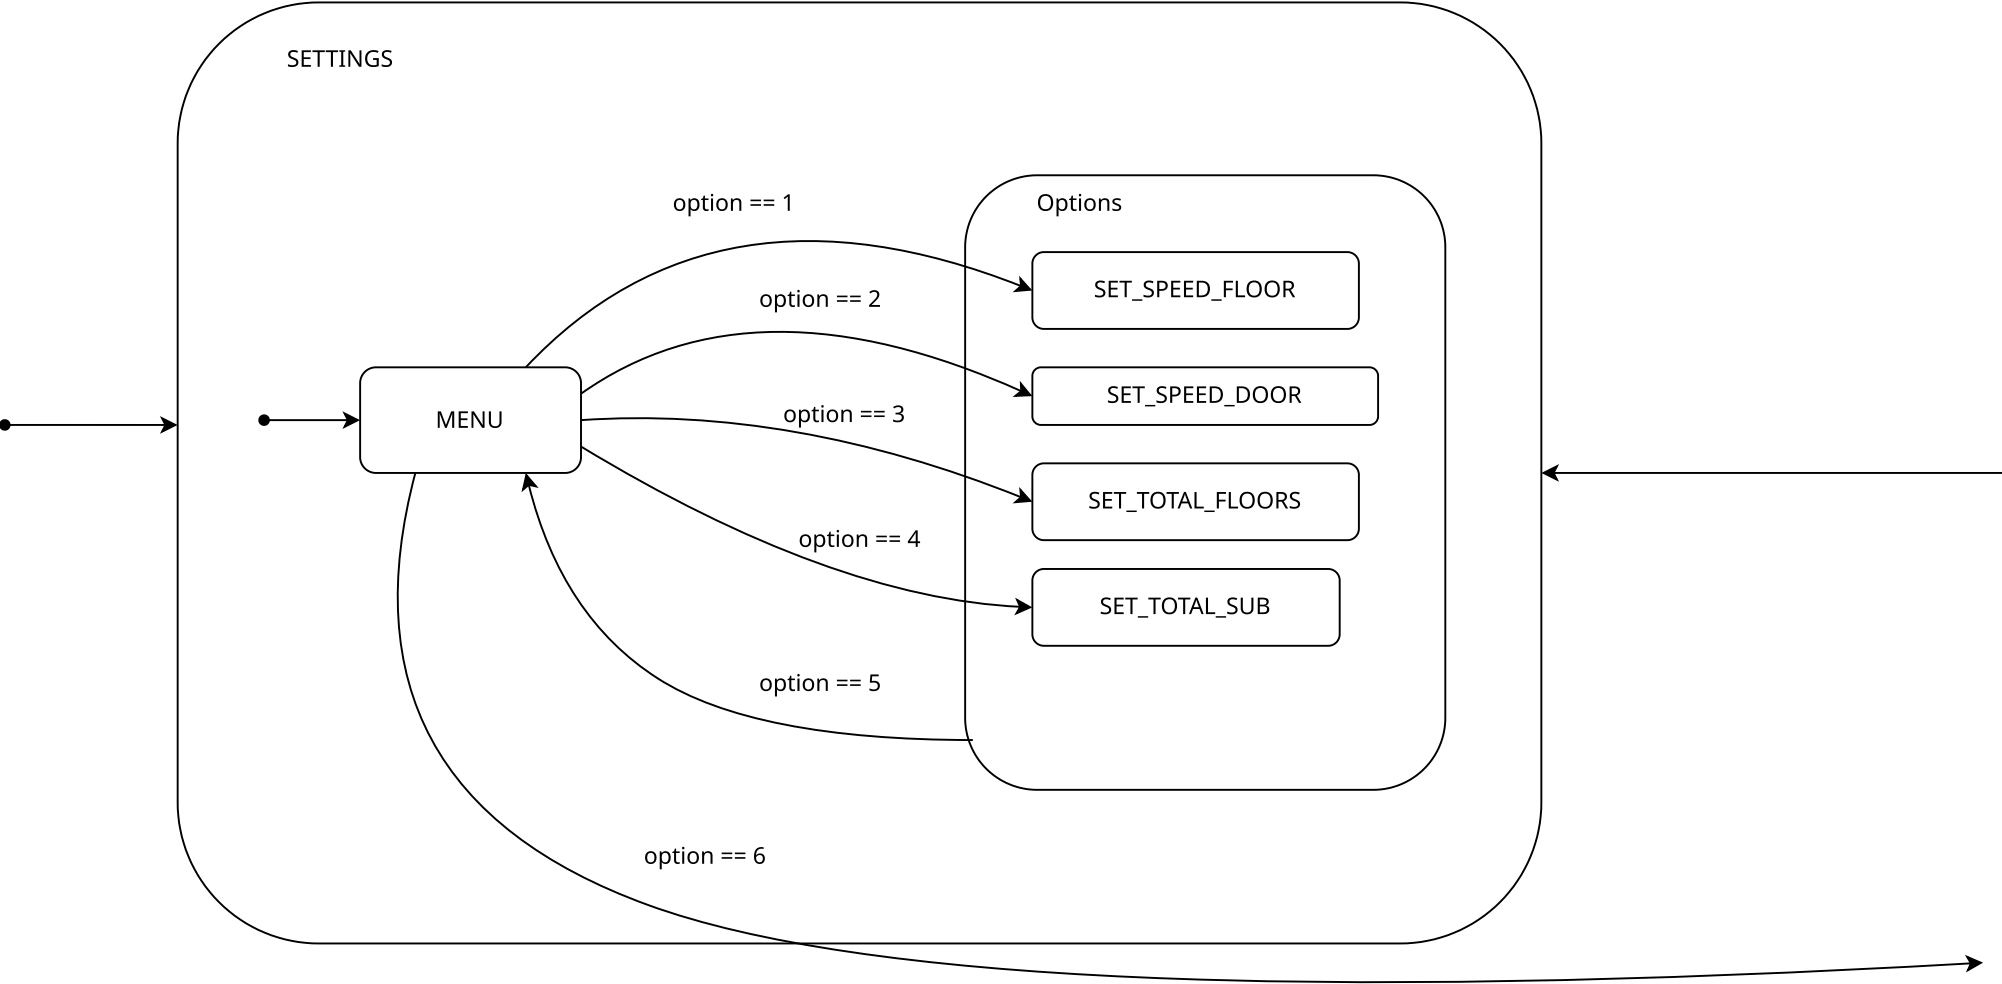 SETTINGS
option == 1
Options
SET_SPEED_FLOOR
option == 2
SET_SPEED_DOOR
option == 3
MENU
SET_TOTAL_FLOORS
option == 4
SET_TOTAL_SUB
option == 5
option == 6